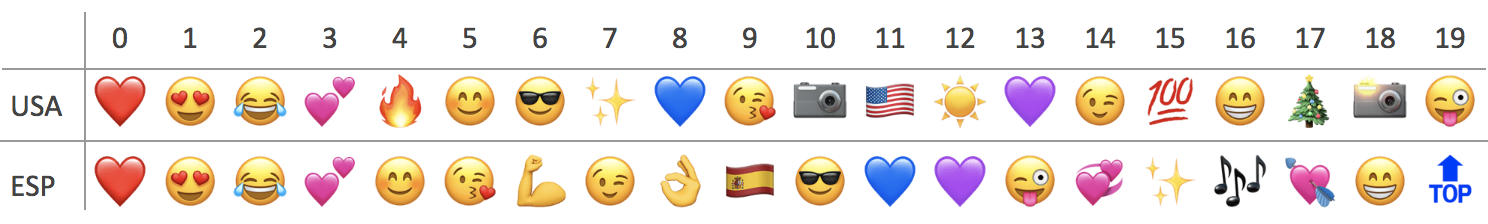 0 1 2 3 4 5 6 7 8 9 10 11 12 13 14 15 16 17 18 19
USA ❤️ 😍 😂 💕 🔥 😊 😎 ✨ 💙 😘 📷 🇺🇸 ☀️ 💜 😉 💯 😁 🎄 📸 😜
ESP ❤️ 😍 😂 💕 😊 😘 💪 😉 👌 🇪🇸 😎 💙 💜 😜 💞 ✨ 🎶 💘 😁 🔝